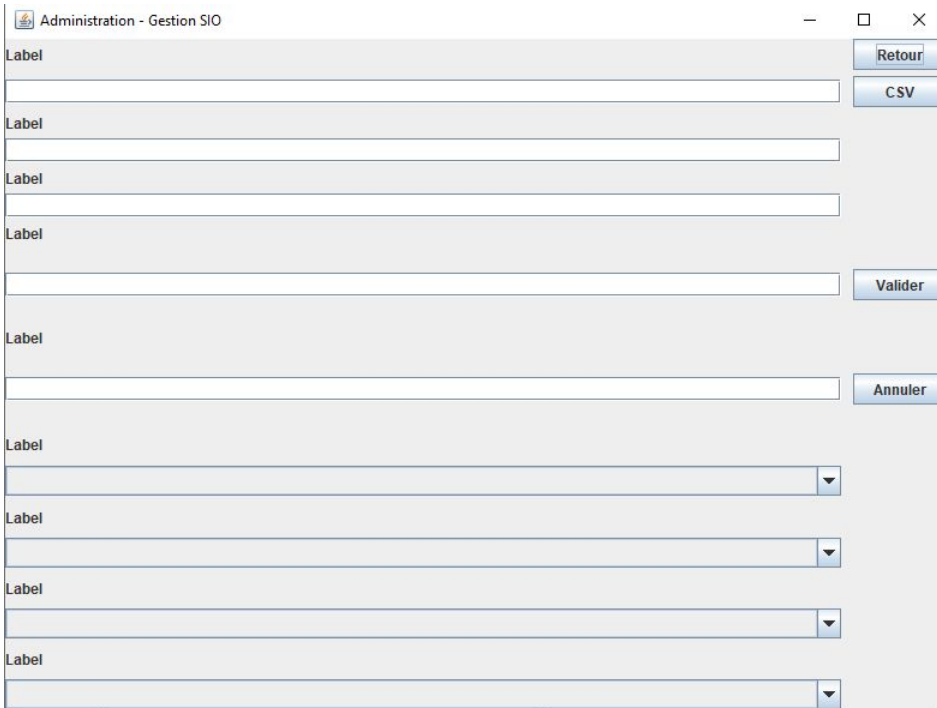 Administration - Gestion SIO
Label
Retour
CSV
Label
Label
Label
Valider
Label
Annuler
Label
Label
Label
Label